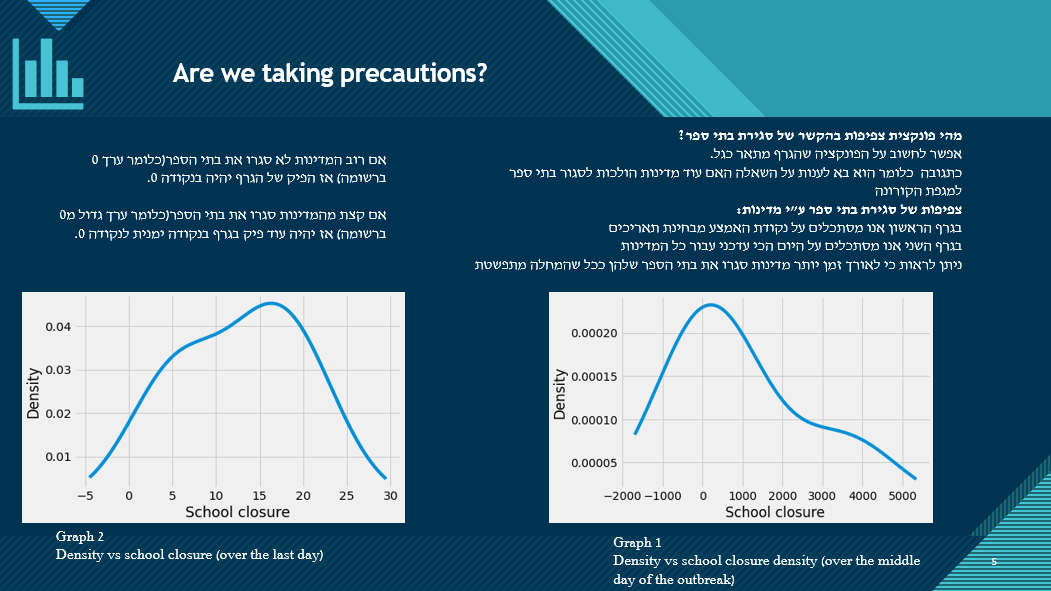 Are we taking precautions?
מהי פונקצית צפיפות בהקשר של סגירת בתי ספר?
אפשר לחשוב על הפונקציה שהגרף מתאר כגל.
כתגובה כלומר הוא בא לענות על השאלה האם עוד מדינות הולכות לסגור בתי ספר
למגפת הקורונה
צפיפות של סגירת בתי ספר ע״י מדינות:
בגרף הראשון אנו מסתכלים על נקודת האמצע מבחינת תאריכים
בגרף השני אנו מסתכלים על היום הכי עדכני עבור כל המדינות
ניתן לראות כי לאורך זמן יותר מדינות סגרו את בתי הספר שלהן ככל שהמחלה מתפשטת
אם רוב המדינות לא סגרו את בתי הספר(כלומר ערך 0
ברשומה) אז הפיק של הגרף יהיה בנקודה 0.
אם קצת מהמדינות סגרו את בתי הספר(כלומר ערך גדול מ0
ברשומה) אז יהיה עוד פיק בגרף בנקודה ימנית לנקודה 0.
Density
0.04
0.03
0.02
0.01
−5 0 5 10 15 20 25 30
School closure
Graph 2
Density vs school closure (over the last day)
Density
0.00020
0.00015
0.00010
0.00005
−2000 −1000 0 1000 2000 3000 4000 5000
School closure
Graph 1
Density vs school closure density (over the middle
day of the outbreak)
5